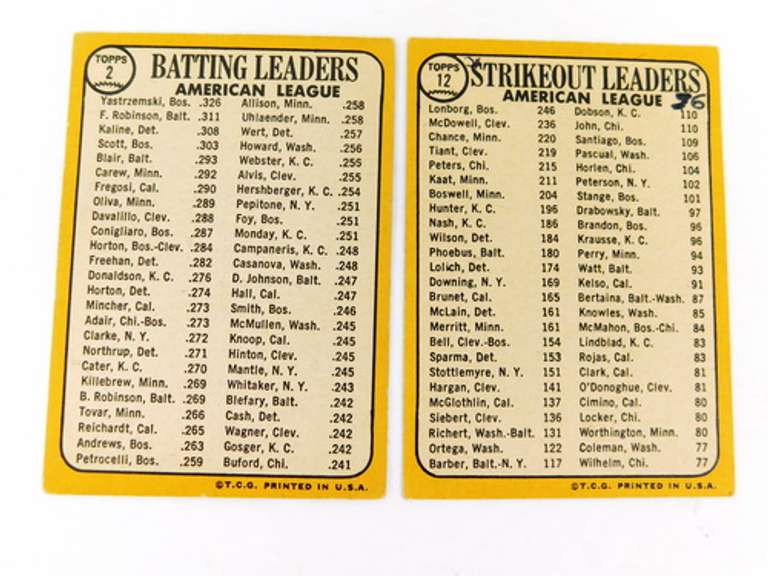 TOPPS
2
BATTING LEADERS
AMERICAN LEAGUE
Yastrzemski, Bos. .326
F. Robinson, Balt. .311
Kaline, Det. .308
Scott, Bos. .303
Blair, Balt. .293
Carew, Minn. .292
Fregosi, Cal. .290
Oliva, Minn. .289
Davalillo, Clev. .288
Conigliaro, Bos. .287
Horton, Bos.-Clev. .284
Freehan, Det. .282
Donaldson, K. C. .276
Horton, Det. .274
Mincher, Cal. .273
Adair, Chi.-Bos. .273
Clarke, N. Y. .272
Northrup, Det. .271
Cater, K. C. .270
Killebrew, Minn. .269
B. Robinson, Balt. .269
Tovar, Minn. .266
Reichardt, Cal. .265
Andrews, Bos. .263
Petrocelli, Bos. .259
Allison, Minn. .258
Uhlaender, Minn. .258
Wert, Det. .257
Howard, Wash. .256
Webster, K. C. .255
Alvis, Clev. .255
Hershberger, K. C. .254
Pepitone, N. Y. .251
Foy, Bos. .251
Monday, K. C. .251
Campaneris, K. C. .248
Casanova, Wash. .248
D. Johnson, Balt. .247
Hall, Cal. .247
Smith, Bos. .246
McMullen, Wash. .245
Knoop, Cal. .245
Hinton, Clev. .245
Mantle, N. Y. .245
Whitaker, N. Y. .243
Blefary, Balt. .242
Cash, Det. .242
Wagner, Clev. .242
Gosger, K. C. .242
Buford, Chi. .241
©T.C.G. PRINTED IN U.S.A.
TOPPS
12
STRIKEOUT LEADERS
AMERICAN LEAGUE
76
Lonborg, Bos. 246
McDowell, Clev. 236
Chance, Minn. 220
Tiant, Clev. 219
Peters, Chi. 215
Kaat, Minn. 211
Boswell, Minn. 204
Hunter, K. C. 196
Nash, K. C. 186
Wilson, Det. 184
Phoebus, Balt. 180
Lolich, Det. 174
Downing, N. Y. 169
Brunet, Cal. 165
McLain, Det. 161
Merritt, Minn. 161
Bell, Clev.-Bos. 154
Sparma, Det. 153
Stottlemyre, N. Y. 151
Hargan, Clev. 141
McGlothlin, Cal. 137
Siebert, Clev. 136
Richert, Wash.-Balt. 131
Ortega, Wash. 122
Barber, Balt.-N. Y. 117
Dobson, K. C. 110
John, Chi. 110
Santiago, Bos. 109
Pascual, Wash. 106
Horlen, Chi. 104
Peterson, N. Y. 102
Stange, Bos. 101
Drabowsky, Balt. 97
Brandon, Bos. 96
Krausse, K. C. 96
Perry, Minn. 94
Watt, Balt. 93
Kelso, Cal. 91
Bertaina, Balt.-Wash. 87
Knowles, Wash. 85
McMahon, Bos.-Chi. 84
Lindblad, K. C. 83
Rojas, Cal. 83
Clark, Cal. 81
O'Donoghue, Clev. 81
Cimino, Cal. 80
Locker, Chi. 80
Worthington, Minn. 80
Coleman, Wash. 77
Wilhelm, Chi. 77
©T.C.G. PRINTED IN U.S.A.